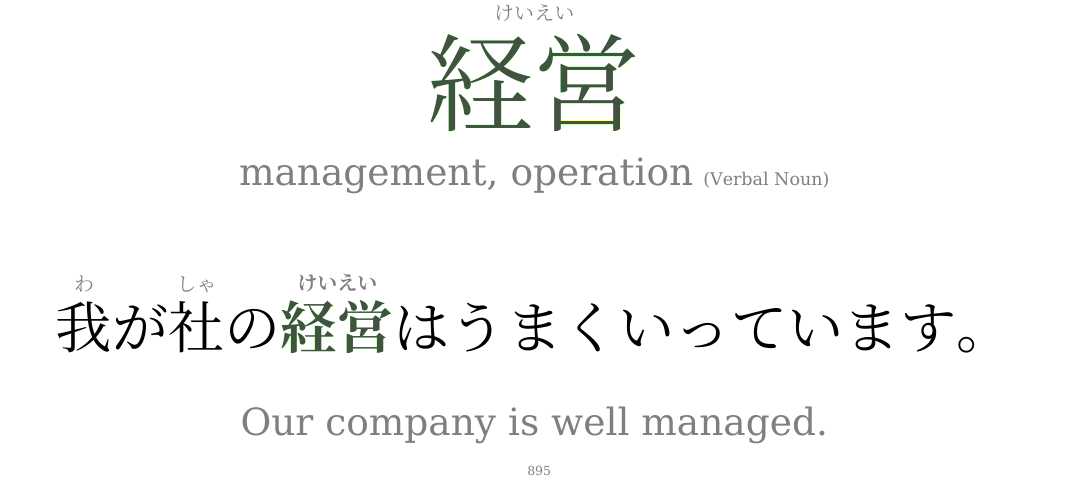 けいえい
経営
management, operation (Verbal Noun)
わ しゃ けいえい
我が社の経営はうまくいっています。
Our company is well managed.
895